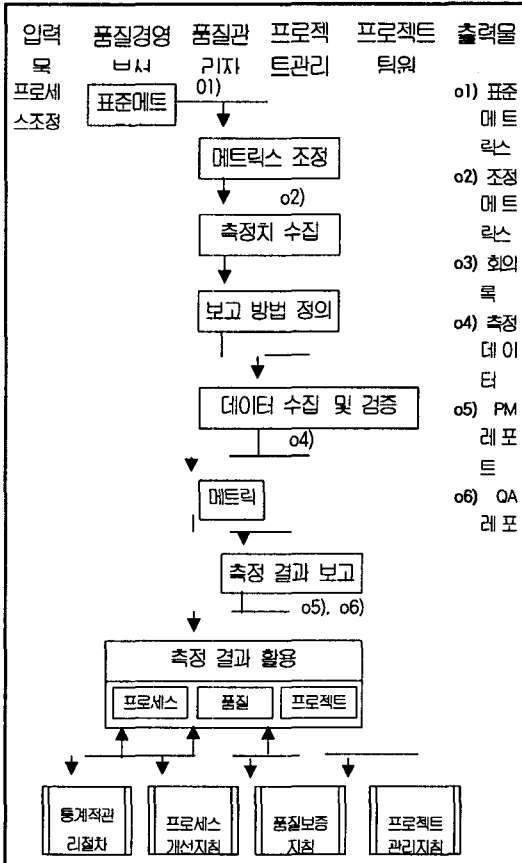 입력 품질경영 품질관 프로젝 프로젝트 출력물
물 부서 리자 트관리 팀원
프로세
스조정
표준메트
o1)
o1) 표준
메트
릭스
메트릭스 조정
o2)
o2) 조정
메트
릭스
측정치 수집
o3) 회의
록
보고 방법 정의
o4) 측정
데이
터
데이터 수집 및 검증
o4)
o5) PM
레포
트
메트릭
o6) QA
레포
측정 결과 보고
o5), o6)
측정 결과 활용
프로세스 품질 프로젝트
통계적관
리절차
프로세스
개선지침
품질보증
지침
프로젝트
관리지침